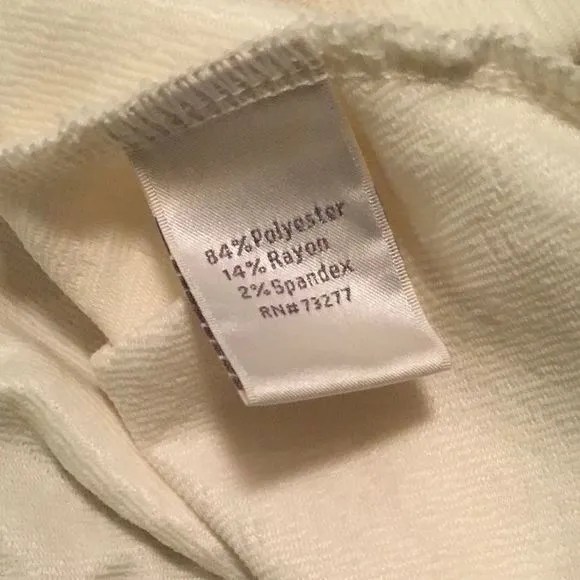 84% Polyester
14% Rayon
2% Spandex
RN#73277